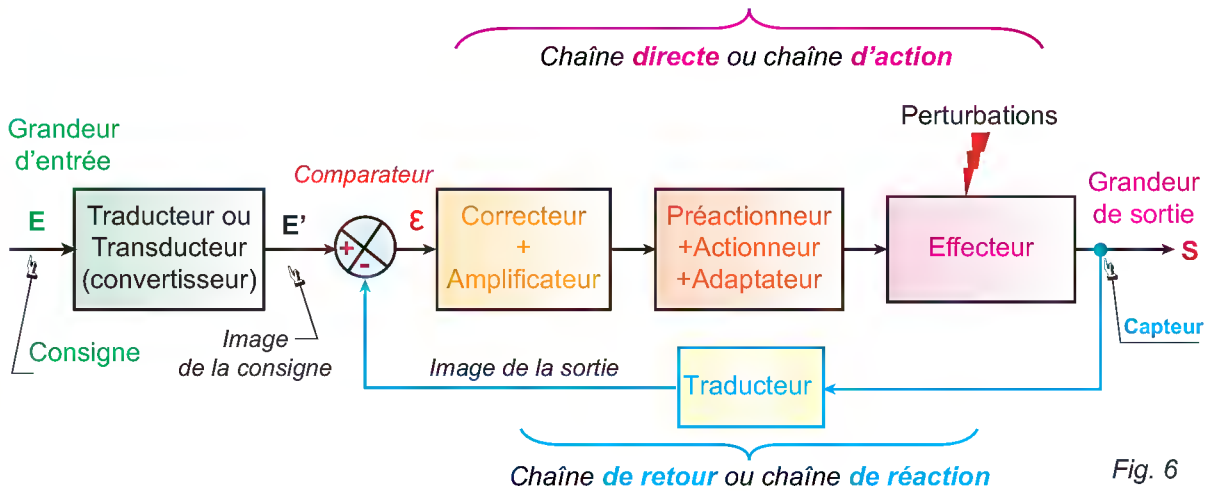 Chaîne directe ou chaîne d'action
Perturbations
Grandeur
d'entrée
Comparateur
Grandeur
de sortie
E
Traducteur ou
Transducteur
(convertisseur)
E’
+
-
ε
Correcteur
+
Amplificateur
Préactionneur
+Actionneur
+Adaptateur
Effecteur
S
Consigne
Image
de la consigne
Image de la sortie
Traducteur
Capteur
Chaîne de retour ou chaîne de réaction
Fig. 6